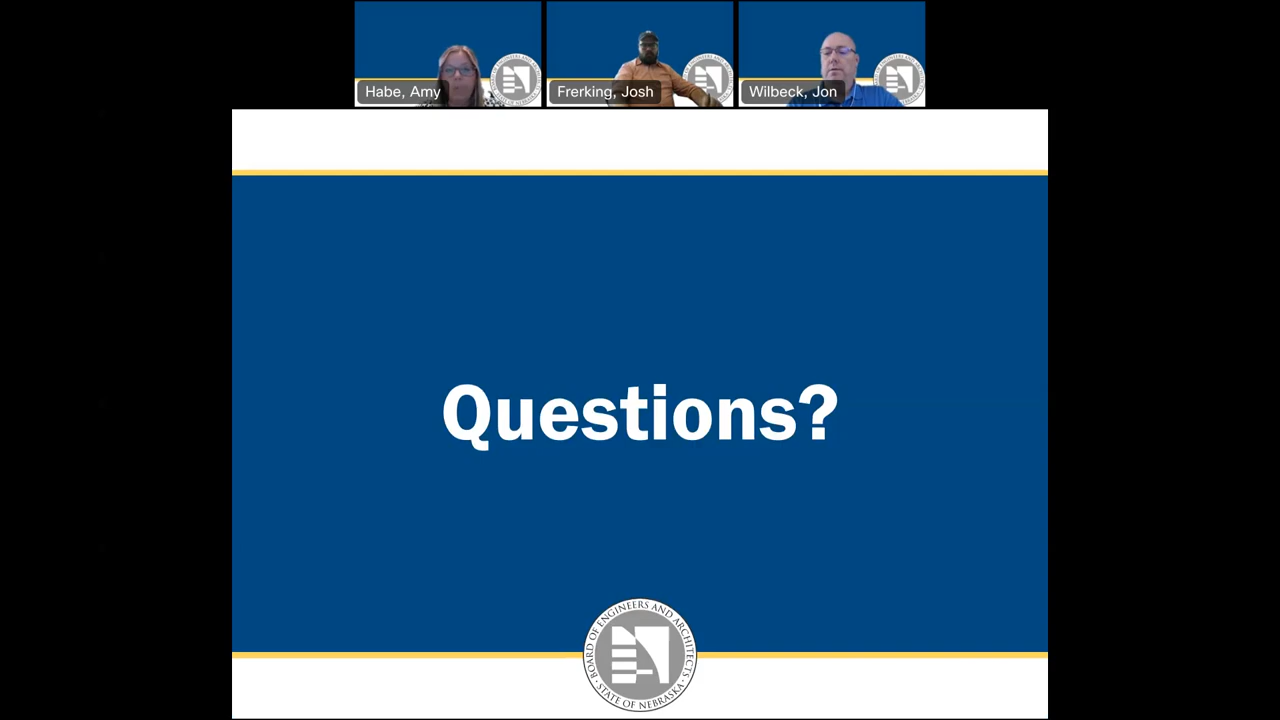 Habe, Amy
Frerking, Josh
Wilbeck, Jon
Questions?
BOARD OF ENGINEERS AND ARCHITECTS
· STATE OF NEBRASKA ·